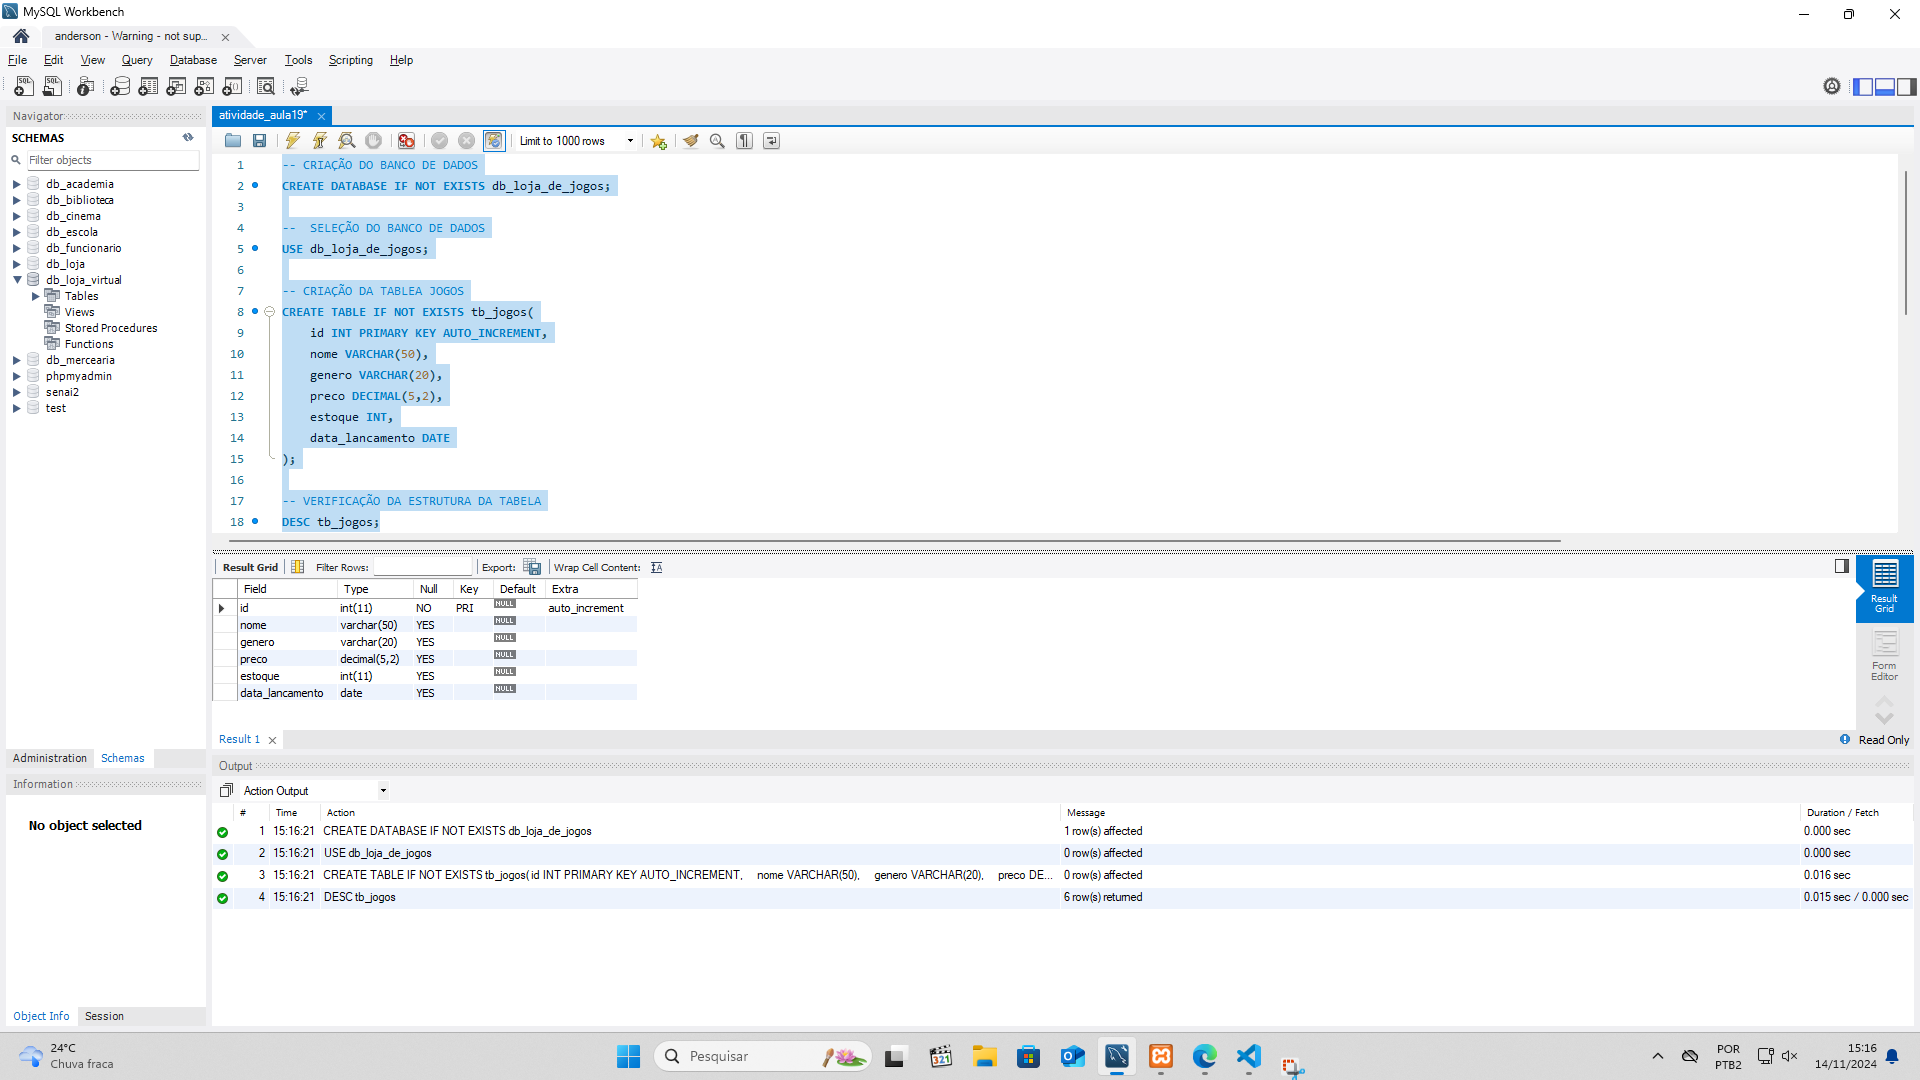 MySQL Workbench
anderson - Warning - not sup...
File Edit View Query Database Server Tools Scripting Help
Navigator
SCHEMAS
Filter objects
db_academia
db_biblioteca
db_cinema
db_escola
db_funcionario
db_loja
db_loja_virtual
Tables
Views
Stored Procedures
Functions
db_mercearia
phpmyadmin
senai2
test
Administration Schemas
Information
No object selected
Object Info Session
atividade_aula19*
Limit to 1000 rows
1 -- CRIAÇÃO DO BANCO DE DADOS
2 CREATE DATABASE IF NOT EXISTS db_loja_de_jogos;
3
4 --  SELEÇÃO DO BANCO DE DADOS
5 USE db_loja_de_jogos;
6
7 -- CRIAÇÃO DA TABLEA JOGOS
8 CREATE TABLE IF NOT EXISTS tb_jogos(
9 id INT PRIMARY KEY AUTO_INCREMENT,
10 nome VARCHAR(50),
11 genero VARCHAR(20),
12 preco DECIMAL(5,2),
13 estoque INT,
14 data_lancamento DATE
15 );
16
17 -- VERIFICAÇÃO DA ESTRUTURA DA TABELA
18 DESC tb_jogos;
Result Grid Filter Rows: Export: Wrap Cell Content:
Field Type Null Key Default Extra
id int(11) NO PRI NULL auto_increment
nome varchar(50) YES NULL
genero varchar(20) YES NULL
preco decimal(5,2) YES NULL
estoque int(11) YES NULL
data_lancamento date YES NULL
Result Grid
Form Editor
Result 1
Read Only
Output
Action Output
# Time Action Message Duration / Fetch
1 15:16:21 CREATE DATABASE IF NOT EXISTS db_loja_de_jogos 1 row(s) affected 0.000 sec
2 15:16:21 USE db_loja_de_jogos 0 row(s) affected 0.000 sec
3 15:16:21 CREATE TABLE IF NOT EXISTS tb_jogos( id INT PRIMARY KEY AUTO_INCREMENT, nome VARCHAR(50), genero VARCHAR(20), preco DE... 0 row(s) affected 0.016 sec
4 15:16:21 DESC tb_jogos 6 row(s) returned 0.015 sec / 0.000 sec
24°C
Chuva fraca
Pesquisar
POR
PTB2
15:16
14/11/2024